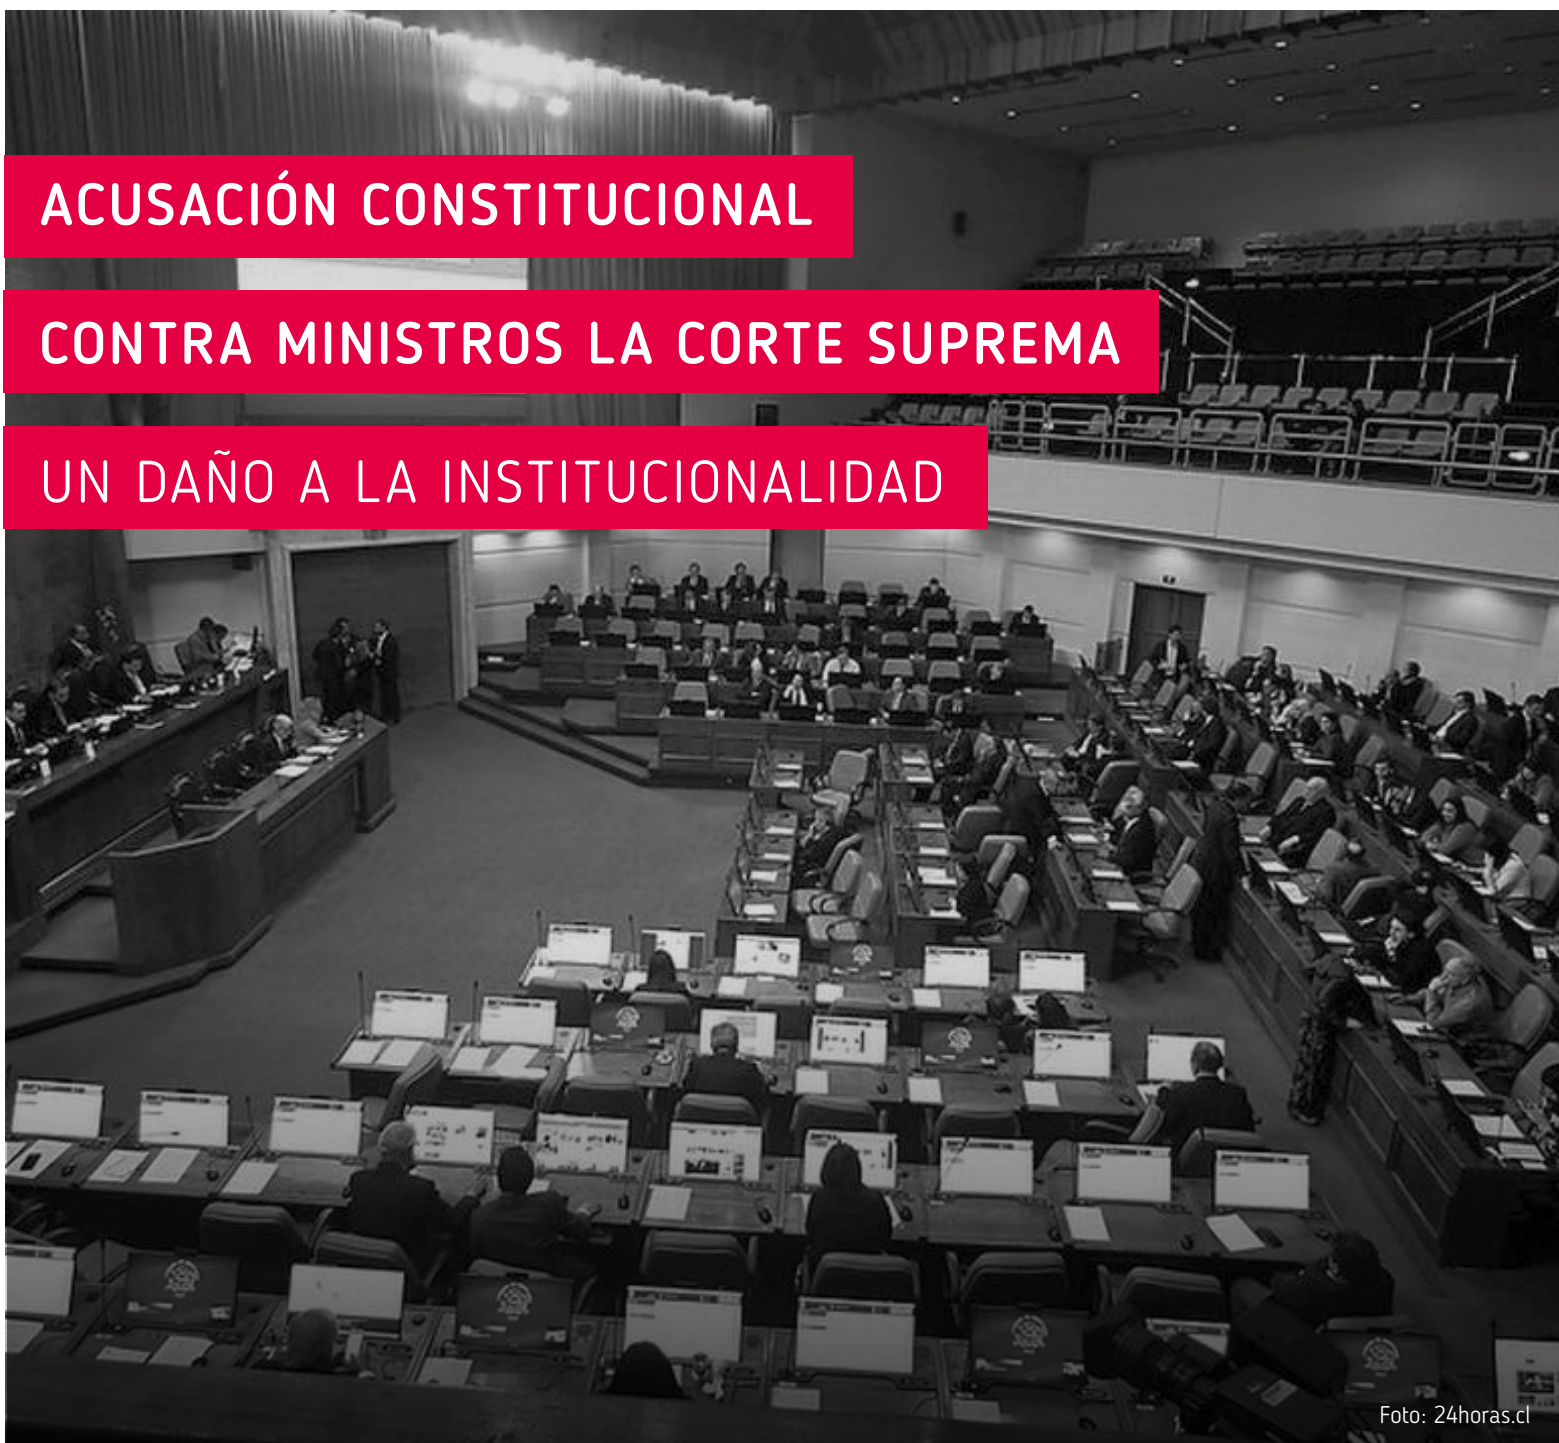 ACUSACIÓN CONSTITUCIONAL
CONTRA MINISTROS LA CORTE SUPREMA
UN DAÑO A LA INSTITUCIONALIDAD
Foto: 24horas.cl